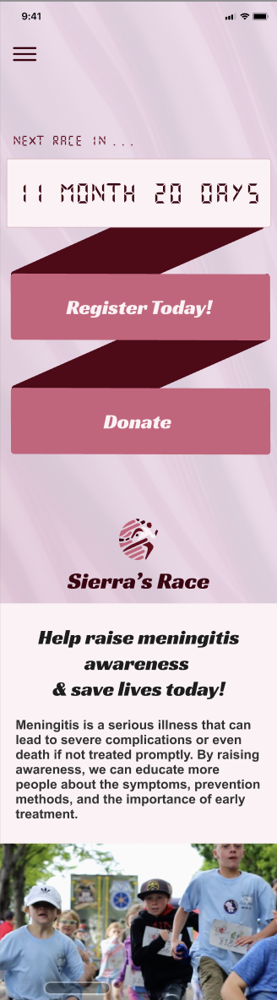 9:41
NEXT RACE IN ...
11 MONTH 20 DAYS
Register Today!
Donate
Sierra's Race
Help raise meningitis
awareness
& save lives today!
Meningitis is a serious illness that can
lead to severe complications or even
death if not treated promptly. By raising
awareness, we can educate more
people about the symptoms, prevention
methods, and the importance of early
treatment.